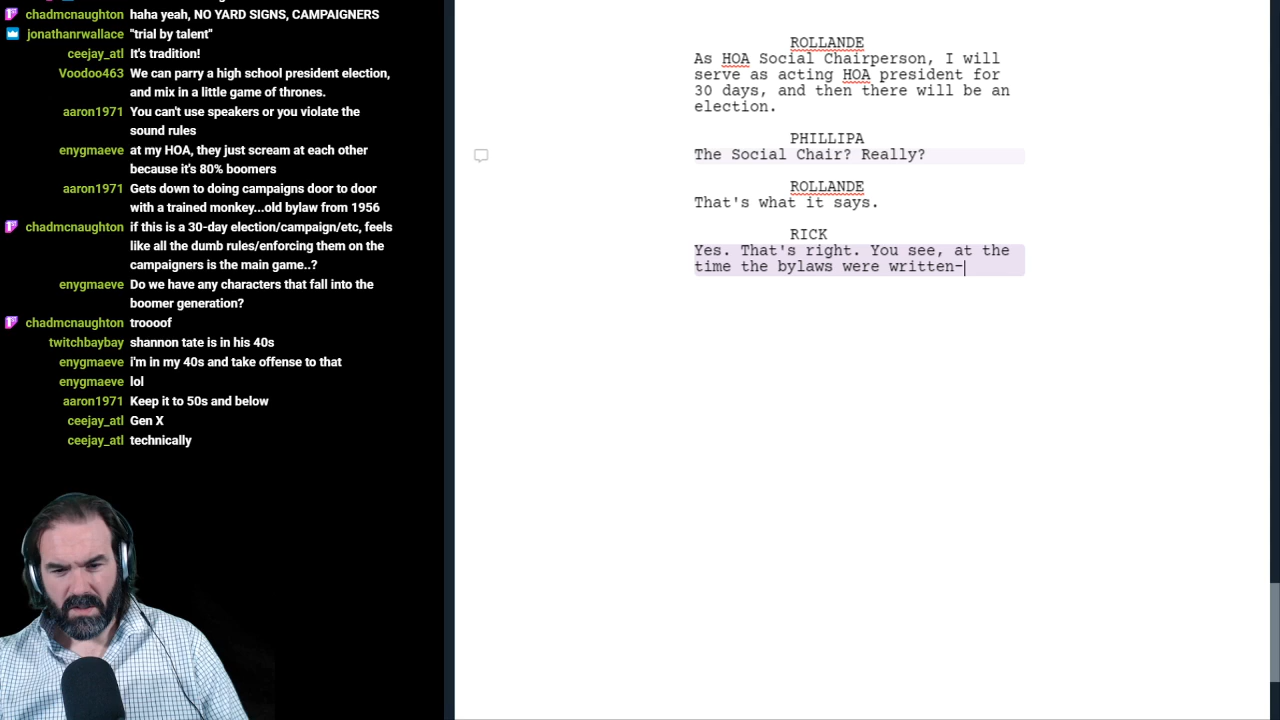 chadmcnaughton haha yeah, NO YARD SIGNS, CAMPAIGNERS
jonathanrwallace "trial by talent"
ceejay_atl It's tradition!
Voodoo463 We can parry a high school president election,
and mix in a little game of thrones.
aaron1971 You can't use speakers or you violate the
sound rules
enygmaeve at my HOA, they just scream at each other
because it's 80% boomers
aaron1971 Gets down to doing campaigns door to door
with a trained monkey...old bylaw from 1956
chadmcnaughton if this is a 30-day election/campaign/etc, feels
like all the dumb rules/enforcing them on the
campaigners is the main game..?
enygmaeve Do we have any characters that fall into the
boomer generation?
chadmcnaughton troooof
twitchbaybay shannon tate is in his 40s
enygmaeve i'm in my 40s and take offense to that
enygmaeve lol
aaron1971 Keep it to 50s and below
ceejay_atl Gen X
ceejay_atl technically
ROLLANDE
As HOA Social Chairperson, I will
serve as acting HOA president for
30 days, and then there will be an
election.
PHILLIPA
The Social Chair? Really?
ROLLANDE
That's what it says.
RICK
Yes. That's right. You see, at the
time the bylaws were written-